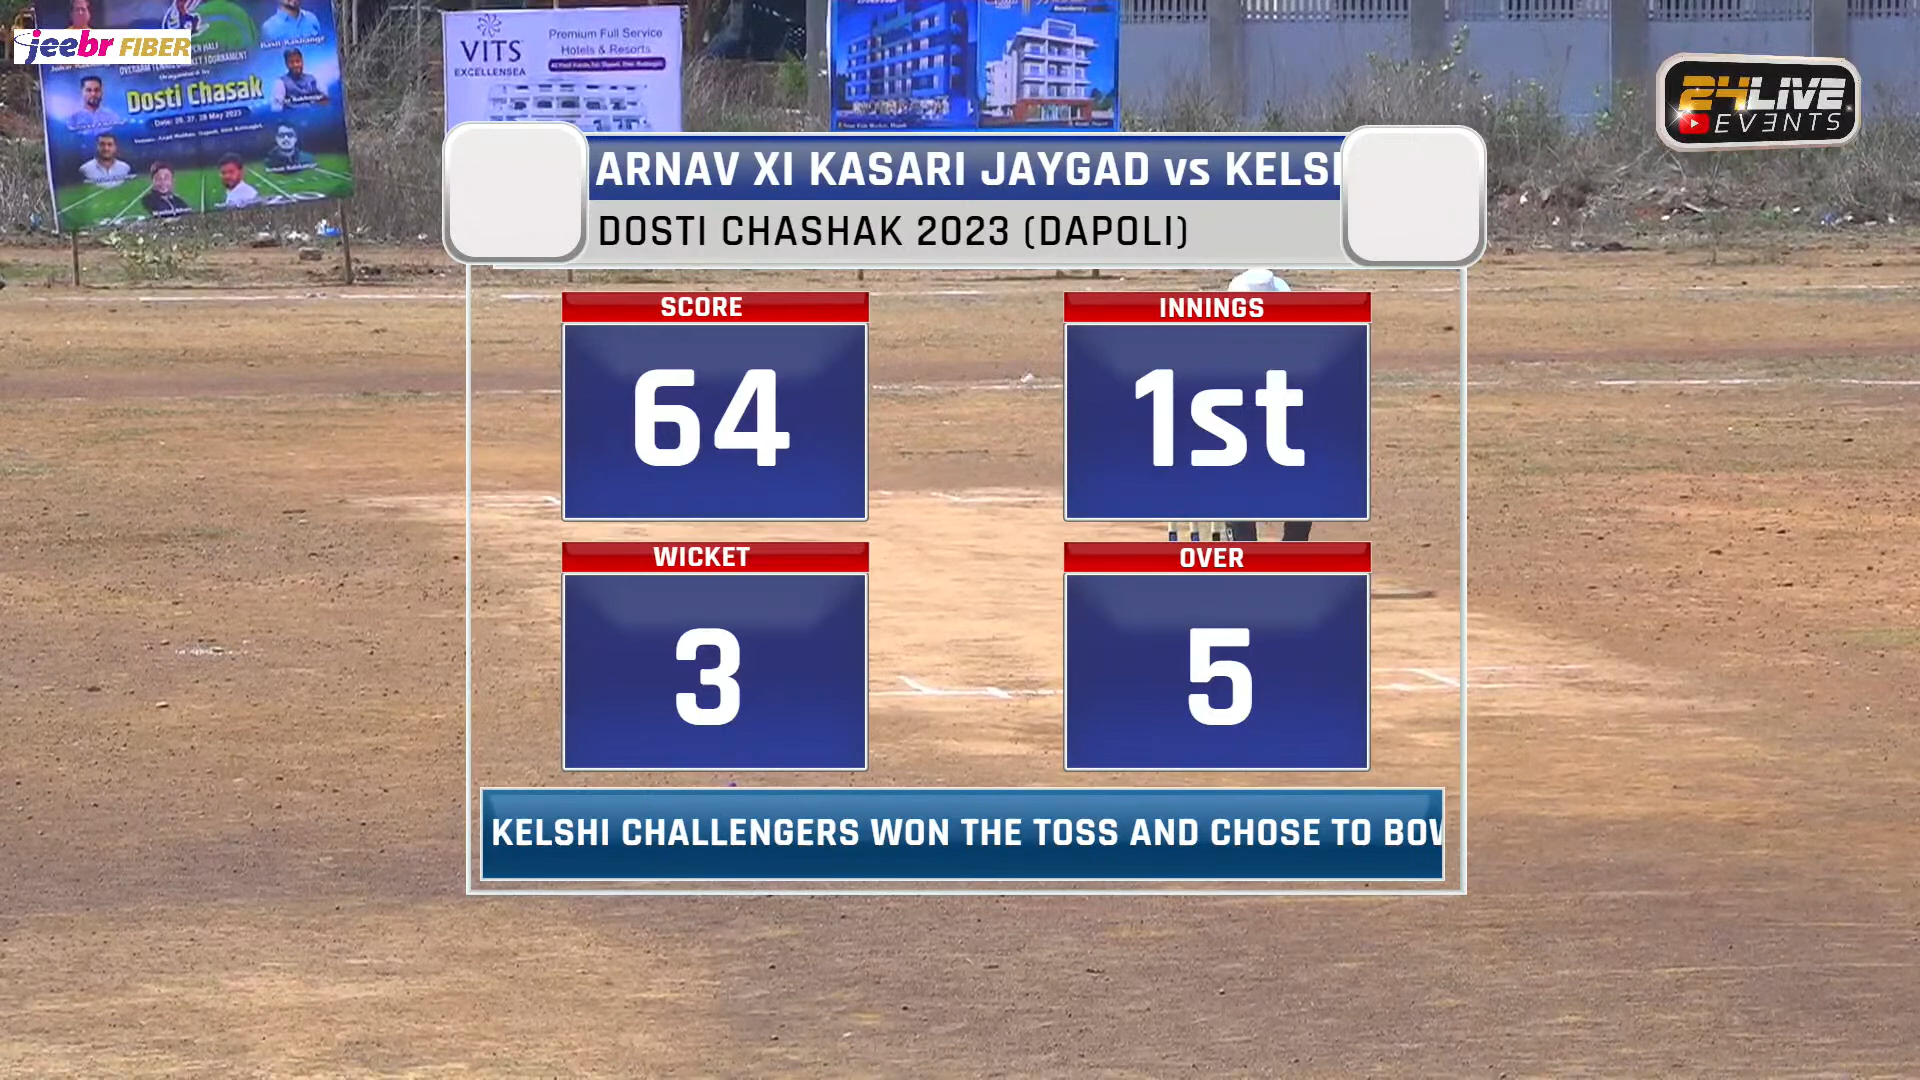 jeebr FIBER
Dosti Chasak
VITS
EXCELLENSEA
Premium Full Service
Hotels & Resorts
24LIVE
EVENTS
ARNAV XI KASARI JAYGAD vs KELSI
DOSTI CHASHAK 2023 (DAPOLI)
SCORE
64
INNINGS
1st
WICKET
3
OVER
5
KELSHI CHALLENGERS WON THE TOSS AND CHOSE TO BOW